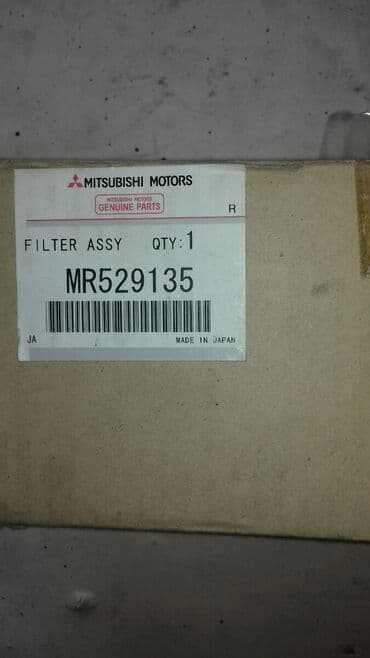 MITSUBISHI MOTORS
MITSUBISHI MOTORS
GENUINE PARTS
R
FILTER ASSY QTY:1
MR529135
JA MADE IN JAPAN